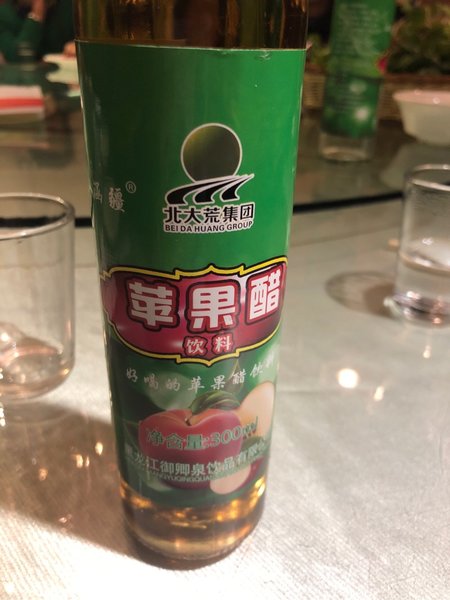 疆®
北大荒集团
BEI DA HUANG GROUP
苹果醋
饮料
好喝的苹果醋饮料
净含量:300ml
黑龙江御卿泉饮品有限公